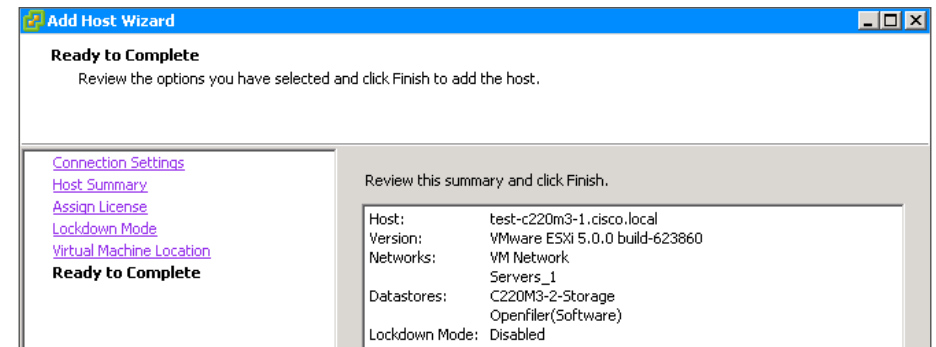 Add Host Wizard
Ready to Complete
Review the options you have selected and click Finish to add the host.
Connection Settings
Host Summary
Assign License
Lockdown Mode
Virtual Machine Location
Ready to Complete
Review this summary and click Finish.
Host: test-c220m3-1.cisco.local
Version: VMware ESXi 5.0.0 build-623860
Networks: VM Network
Servers_1
Datastores: C220M3-2-Storage
Openfiler(Software)
Lockdown Mode: Disabled